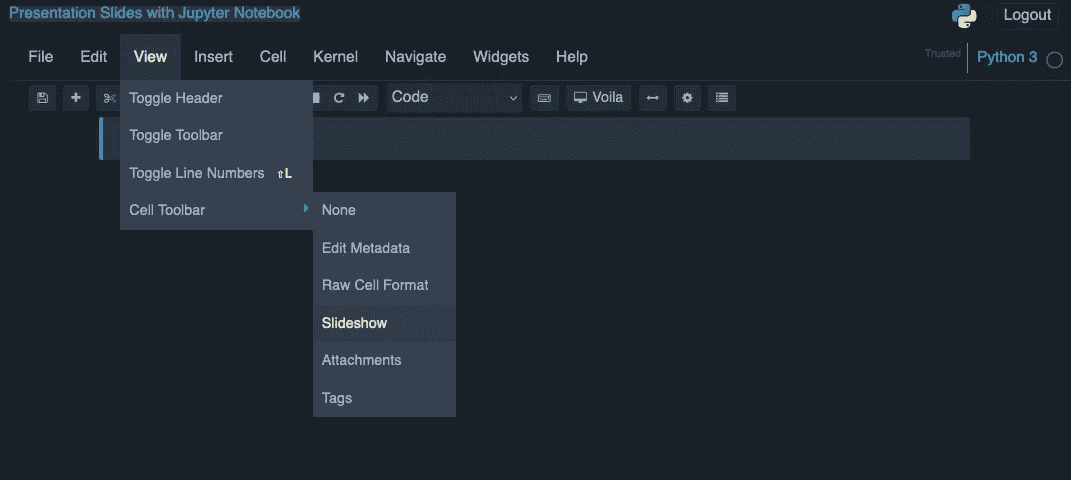 Presentation Slides with Jupyter Notebook
Logout
File Edit View Insert Cell Kernel Navigate Widgets Help
Trusted Python 3
Code Voila
Toggle Header
Toggle Toolbar
Toggle Line Numbers ⇧L
Cell Toolbar
None
Edit Metadata
Raw Cell Format
Slideshow
Attachments
Tags